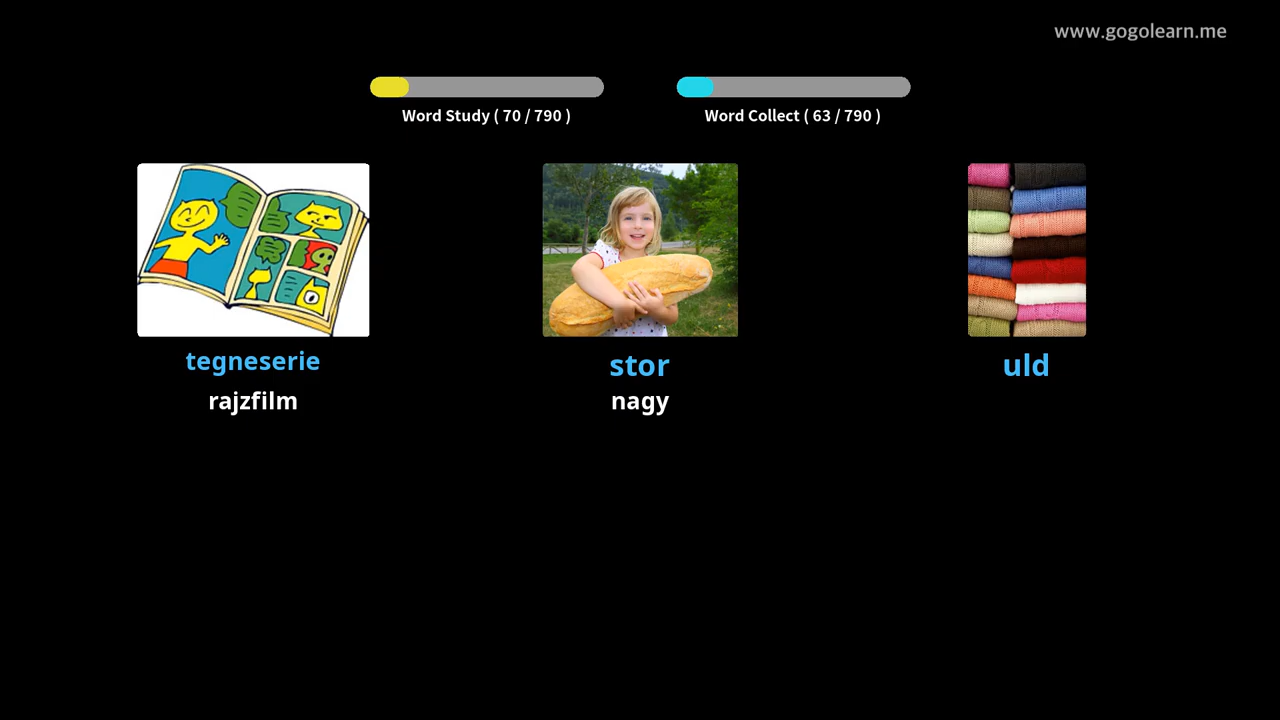 www.gogolearn.me
Word Study ( 70 / 790 )
Word Collect ( 63 / 790 )
tegneserie
rajzfilm
stor
nagy
uld